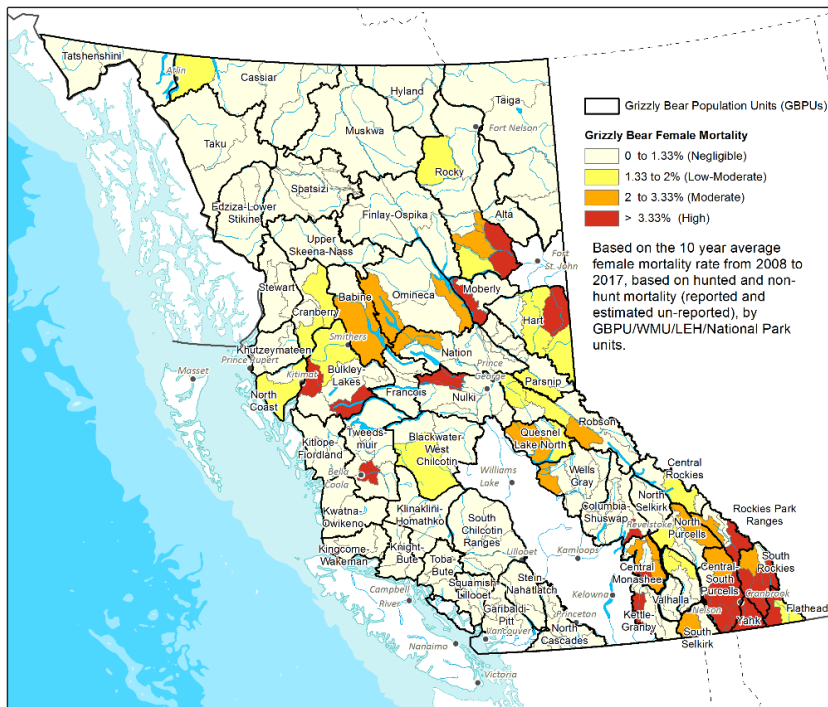 Tatshenshini
Atlin
Cassiar
Hyland
Taiga
Fort Nelson
Taku
Muskwa
Rocky
Spatsizi
Edziza-Lower
Stikine
Finlay-Ospika
Alta
Upper
Skeena-Nass
Fort
St. John
Stewart
Babine
Omineca
Moberly
Cranberry
Hart
Khutzeymateen
Smithers
Nation
Prince Rupert
Masset
Kitimat
Bulkley-
Lakes
Prince
George
Parsnip
North
Coast
Francois
Nulki
Robson
Kitlope-
Fiordland
Tweeds-
muir
Blackwater-
West
Chilcotin
Quesnel
Lake North
Bella
Coola
Williams
Lake
Wells
Gray
Central
Rockies
Kwatna-
Owikeno
Klinaklini-
Homathko
Columbia-
Shuswap
North
Selkirk
Rockies Park
Ranges
South
Chilcotin
Ranges
Revelstoke
North
Purcells
Kingcome-
Wakeman
Knight-
Bute
Toba-
Bute
Lillooet
Kamloops
Central
Monashee
Central-
South
Purcells
South
Rockies
Squamish-
Lillooet
Stein-
Nahatlatch
Campbell
River
Kelowna
Valhalla
Cranbrook
Garibaldi-
Pitt
Princeton
Kettle-
Granby
Nelson
Yahk
Flathead
Vancouver
North
Cascades
South
Selkirk
Nanaimo
Victoria
Grizzly Bear Population Units (GBPUs)
Grizzly Bear Female Mortality
0 to 1.33% (Negligible)
1.33 to 2% (Low-Moderate)
2 to 3.33% (Moderate)
> 3.33% (High)
Based on the 10 year average
female mortality rate from 2008 to
2017, based on hunted and non-
hunt mortality (reported and
estimated un-reported), by
GBPU/WMU/LEH/National Park
units.